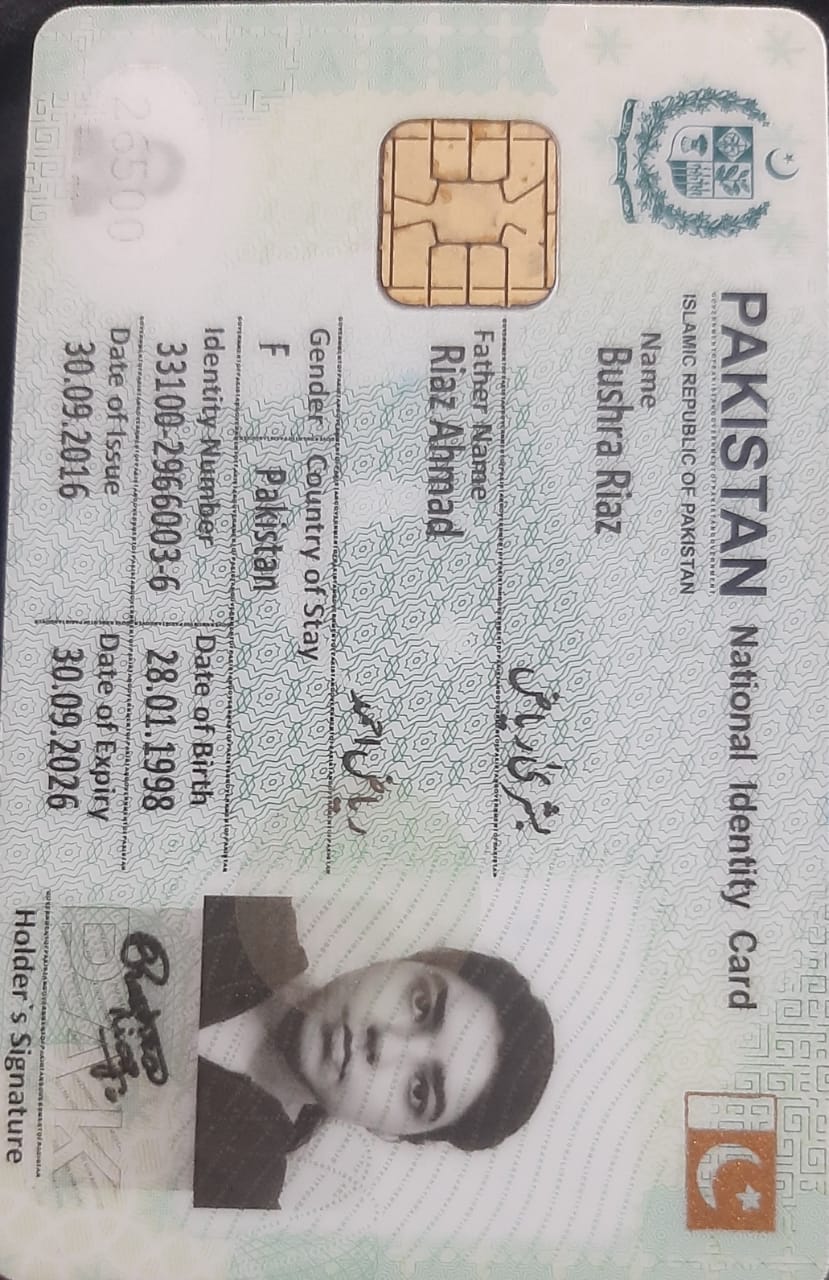 PAKISTAN National Identity Card
ISLAMIC REPUBLIC OF PAKISTAN
Name
Bushra Riaz
بشریٰ ریاض
Father Name
Riaz Ahmad
ریاض احمد
Gender Country of Stay
F Pakistan
Identity Number Date of Birth
33100-2966003-6 28.01.1998
Date of Issue Date of Expiry
30.09.2016 30.09.2026
Bushra Riaz.
PAK
Holder`s Signature